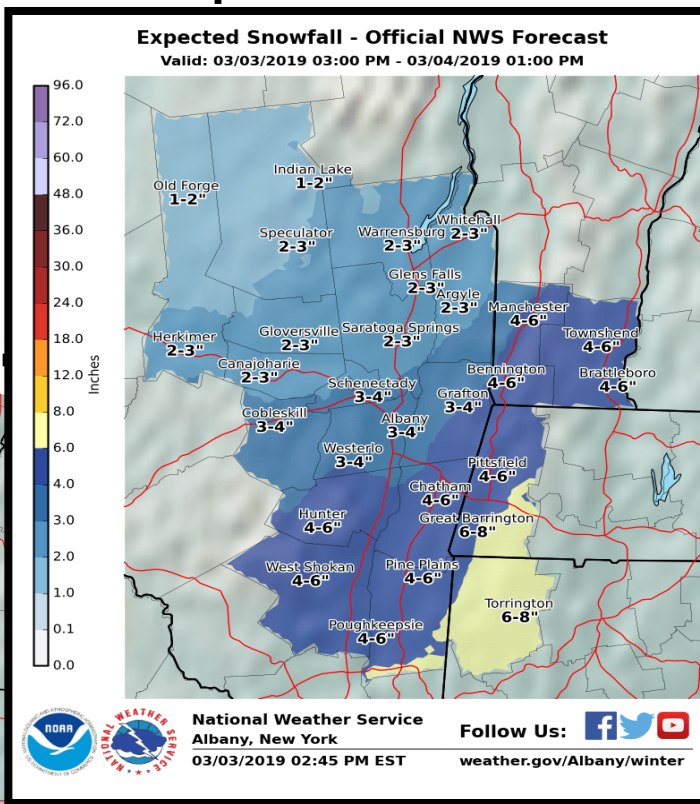 Expected Snowfall - Official NWS Forecast
Valid: 03/03/2019 03:00 PM - 03/04/2019 01:00 PM
96.0
72.0
60.0
48.0
36.0
30.0
24.0
18.0
12.0
8.0
6.0
4.0
3.0
2.0
1.0
0.1
0.0
Inches
Indian Lake
1-2"
Old Forge
1-2"
Whitehall
2-3"
Speculator
2-3"
Warrensburg
2-3"
Glens Falls
2-3"
Argyle
2-3"
Manchester
4-6"
Townshend
4-6"
Herkimer
2-3"
Gloversville
2-3"
Saratoga Springs
2-3"
Canajoharie
2-3"
Bennington
4-6"
Brattleboro
4-6"
Schenectady
3-4"
Grafton
3-4"
Cobleskill
3-4"
Albany
3-4"
Westerlo
3-4"
Pittsfield
4-6"
Chatham
4-6"
Hunter
4-6"
Great Barrington
6-8"
West Shokan
4-6"
Pine Plains
4-6"
Torrington
6-8"
Poughkeepsie
4-6"
NOAA
NATIONAL WEATHER SERVICE
National Weather Service
Albany, New York
03/03/2019 02:45 PM EST
Follow Us:
weather.gov/Albany/winter